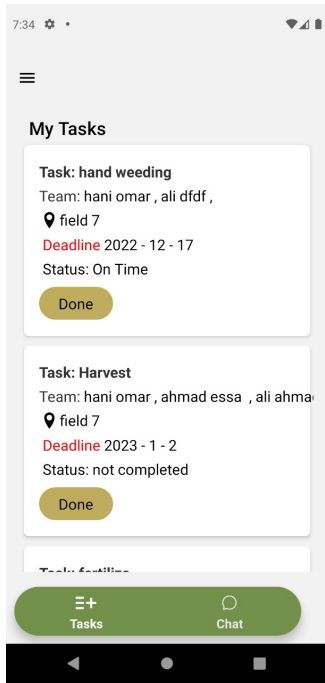 7:34
My Tasks
Task: hand weeding
Team: hani omar , ali dfdf ,
field 7
Deadline 2022 - 12 - 17
Status: On Time
Done
Task: Harvest
Team: hani omar , ahmad essa  , ali ahma
field 7
Deadline 2023 - 1 - 2
Status: not completed
Done
Task: fertilize
Tasks
Chat